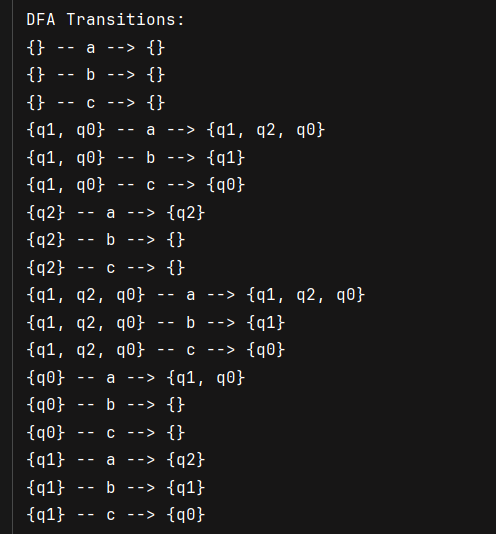 DFA Transitions:
{} -- a --> {}
{} -- b --> {}
{} -- c --> {}
{q1, q0} -- a --> {q1, q2, q0}
{q1, q0} -- b --> {q1}
{q1, q0} -- c --> {q0}
{q2} -- a --> {q2}
{q2} -- b --> {}
{q2} -- c --> {}
{q1, q2, q0} -- a --> {q1, q2, q0}
{q1, q2, q0} -- b --> {q1}
{q1, q2, q0} -- c --> {q0}
{q0} -- a --> {q1, q0}
{q0} -- b --> {}
{q0} -- c --> {}
{q1} -- a --> {q2}
{q1} -- b --> {q1}
{q1} -- c --> {q0}